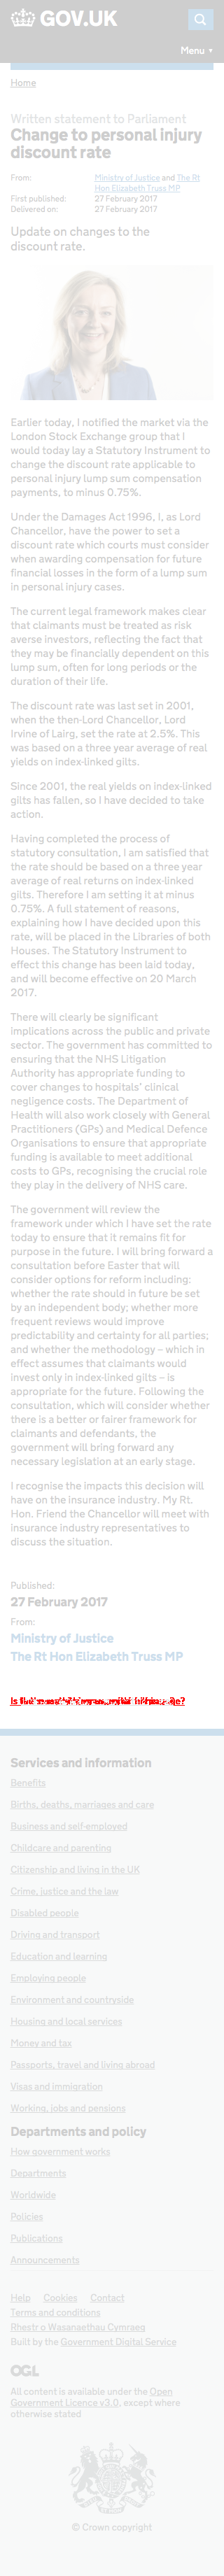 GOV.UK
Menu
Home
Written statement to Parliament
Change to personal injury
discount rate
From:
Ministry of Justice and The Rt
Hon Elizabeth Truss MP
First published:
27 February 2017
Delivered on:
27 February 2017
Update on changes to the
discount rate.
Earlier today, I notified the market via the
London Stock Exchange group that I
would today lay a Statutory Instrument to
change the discount rate applicable to
personal injury lump sum compensation
payments, to minus 0.75%.
Under the Damages Act 1996, I, as Lord
Chancellor, have the power to set a
discount rate which courts must consider
when awarding compensation for future
financial losses in the form of a lump sum
in personal injury cases.
The current legal framework makes clear
that claimants must be treated as risk
averse investors, reflecting the fact that
they may be financially dependent on this
lump sum, often for long periods or the
duration of their life.
The discount rate was last set in 2001,
when the then-Lord Chancellor, Lord
Irvine of Lairg, set the rate at 2.5%. This
was based on a three year average of real
yields on index-linked gilts.
Since 2001, the real yields on index-linked
gilts has fallen, so I have decided to take
action.
Having completed the process of
statutory consultation, I am satisfied that
the rate should be based on a three year
average of real returns on index-linked
gilts. Therefore I am setting it at minus
0.75%. A full statement of reasons,
explaining how I have decided upon this
rate, will be placed in the Libraries of both
Houses. The Statutory Instrument to
effect this change has been laid today,
and will become effective on 20 March
2017.
There will clearly be significant
implications across the public and private
sector. The government has committed to
ensuring that the NHS Litigation
Authority has appropriate funding to
cover changes to hospitals’ clinical
negligence costs. The Department of
Health will also work closely with General
Practitioners (GPs) and Medical Defence
Organisations to ensure that appropriate
funding is available to meet additional
costs to GPs, recognising the crucial role
they play in the delivery of NHS care.
The government will review the
framework under which I have set the rate
today to ensure that it remains fit for
purpose in the future. I will bring forward a
consultation before Easter that will
consider options for reform including:
whether the rate should in future be set
by an independent body; whether more
frequent reviews would improve
predictability and certainty for all parties;
and whether the methodology – which in
effect assumes that claimants would
invest only in index-linked gilts – is
appropriate for the future. Following the
consultation, which will consider whether
there is a better or fairer framework for
claimants and defendants, the
government will bring forward any
necessary legislation at an early stage.
I recognise the impacts this decision will
have on the insurance industry. My Rt.
Hon. Friend the Chancellor will meet with
insurance industry representatives to
discuss the situation.
Published:
27 February 2017
From:
Ministry of Justice
The Rt Hon Elizabeth Truss MP
Services and information
Benefits
Births, deaths, marriages and care
Business and self-employed
Childcare and parenting
Citizenship and living in the UK
Crime, justice and the law
Disabled people
Driving and transport
Education and learning
Employing people
Environment and countryside
Housing and local services
Money and tax
Passports, travel and living abroad
Visas and immigration
Working, jobs and pensions
Departments and policy
How government works
Departments
Worldwide
Policies
Publications
Announcements
Help Cookies Contact
Terms and conditions
Rhestr o Wasanaethau Cymraeg
Built by the Government Digital Service
OGL
All content is available under the Open
Government Licence v3.0, except where
otherwise stated
© Crown copyright